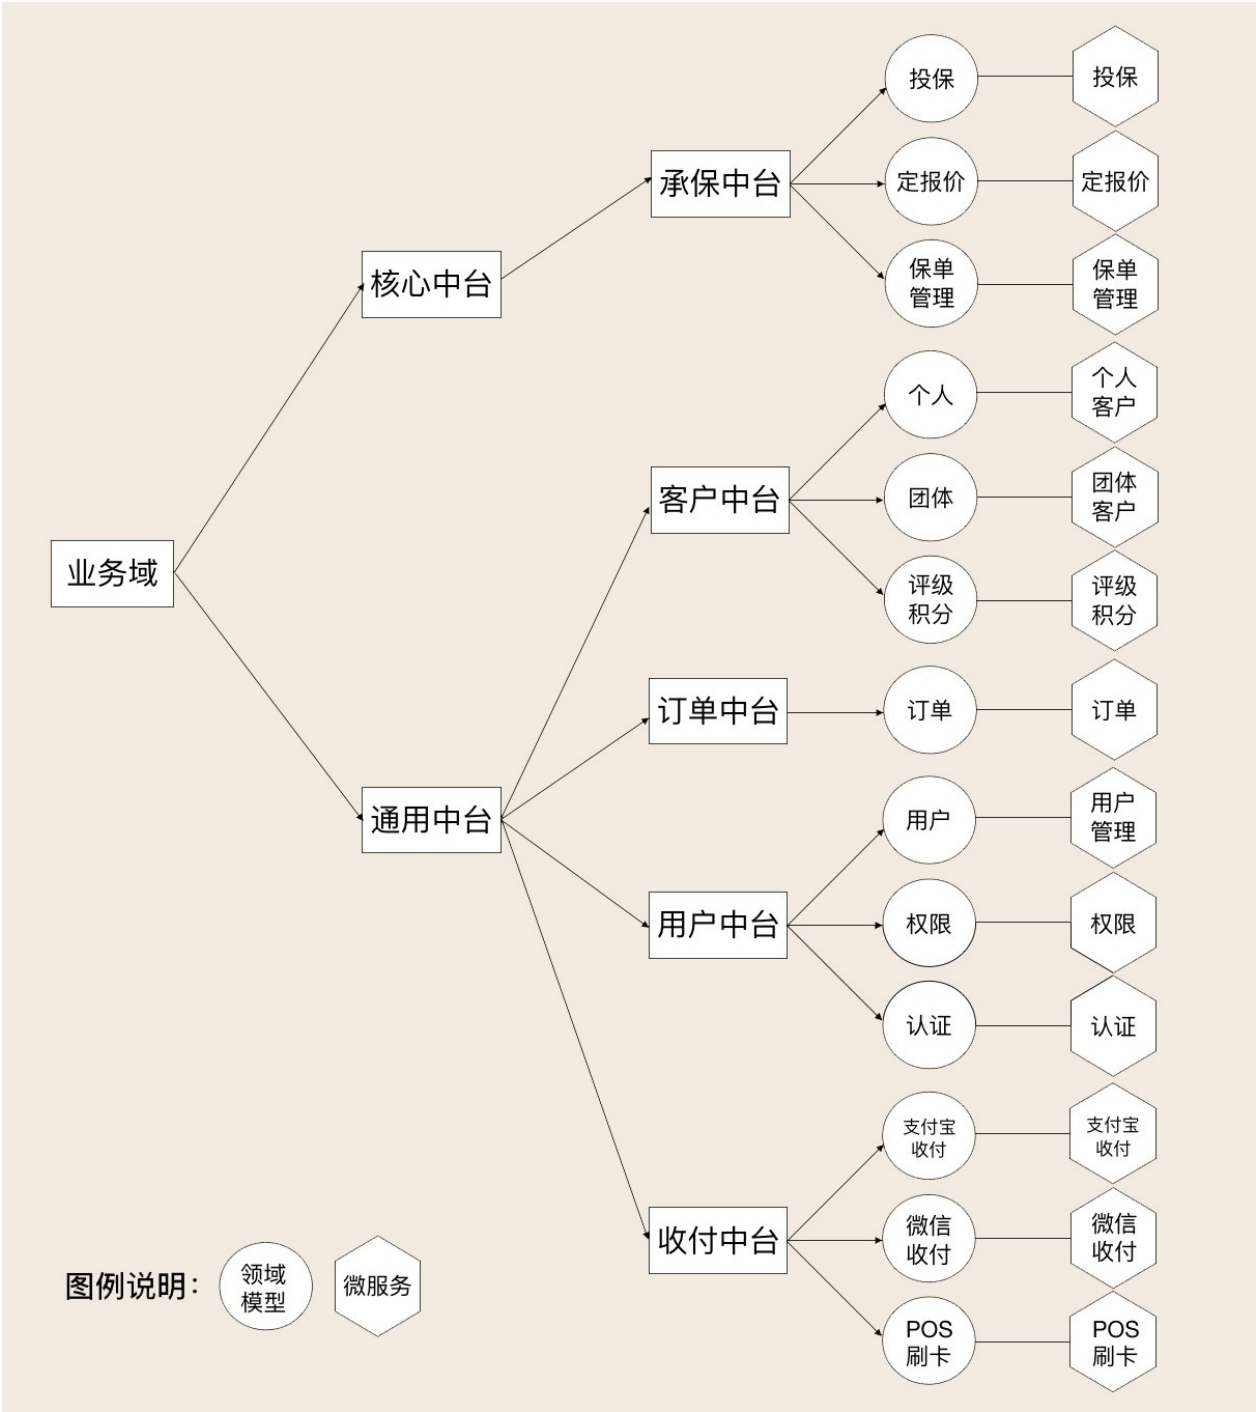 投保
投保
承保中台
定报价
定报价
保单
管理
保单
管理
核心中台
个人
个人
客户
客户中台
团体
团体
客户
评级
积分
评级
积分
业务域
订单中台
订单
订单
通用中台
用户
用户
管理
用户中台
权限
权限
认证
认证
支付宝
收付
支付宝
收付
收付中台
微信
收付
微信
收付
POS
刷卡
POS
刷卡
图例说明：
领域
模型
微服务